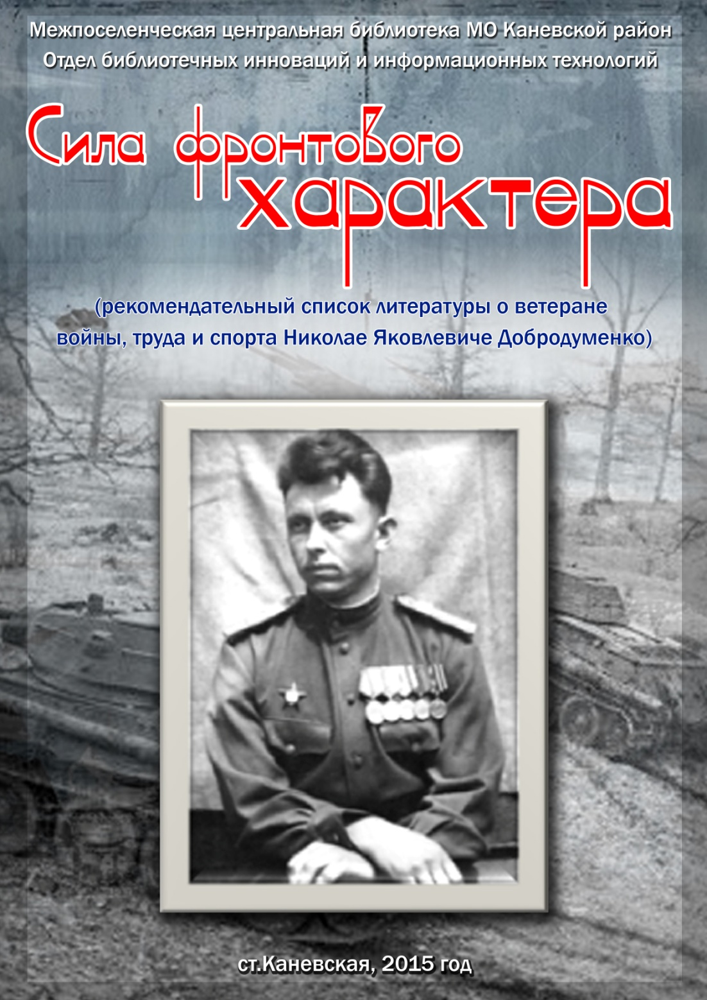 Межпоселенческая центральная библиотека МО Каневской район
Отдел библиотечных инноваций и информационных технологий
Сила фронтового
характера
(рекомендательный список литературы о ветеране
войны, труда и спорта Николае Яковлевиче Добродуменко)
ст.Каневская, 2015 год